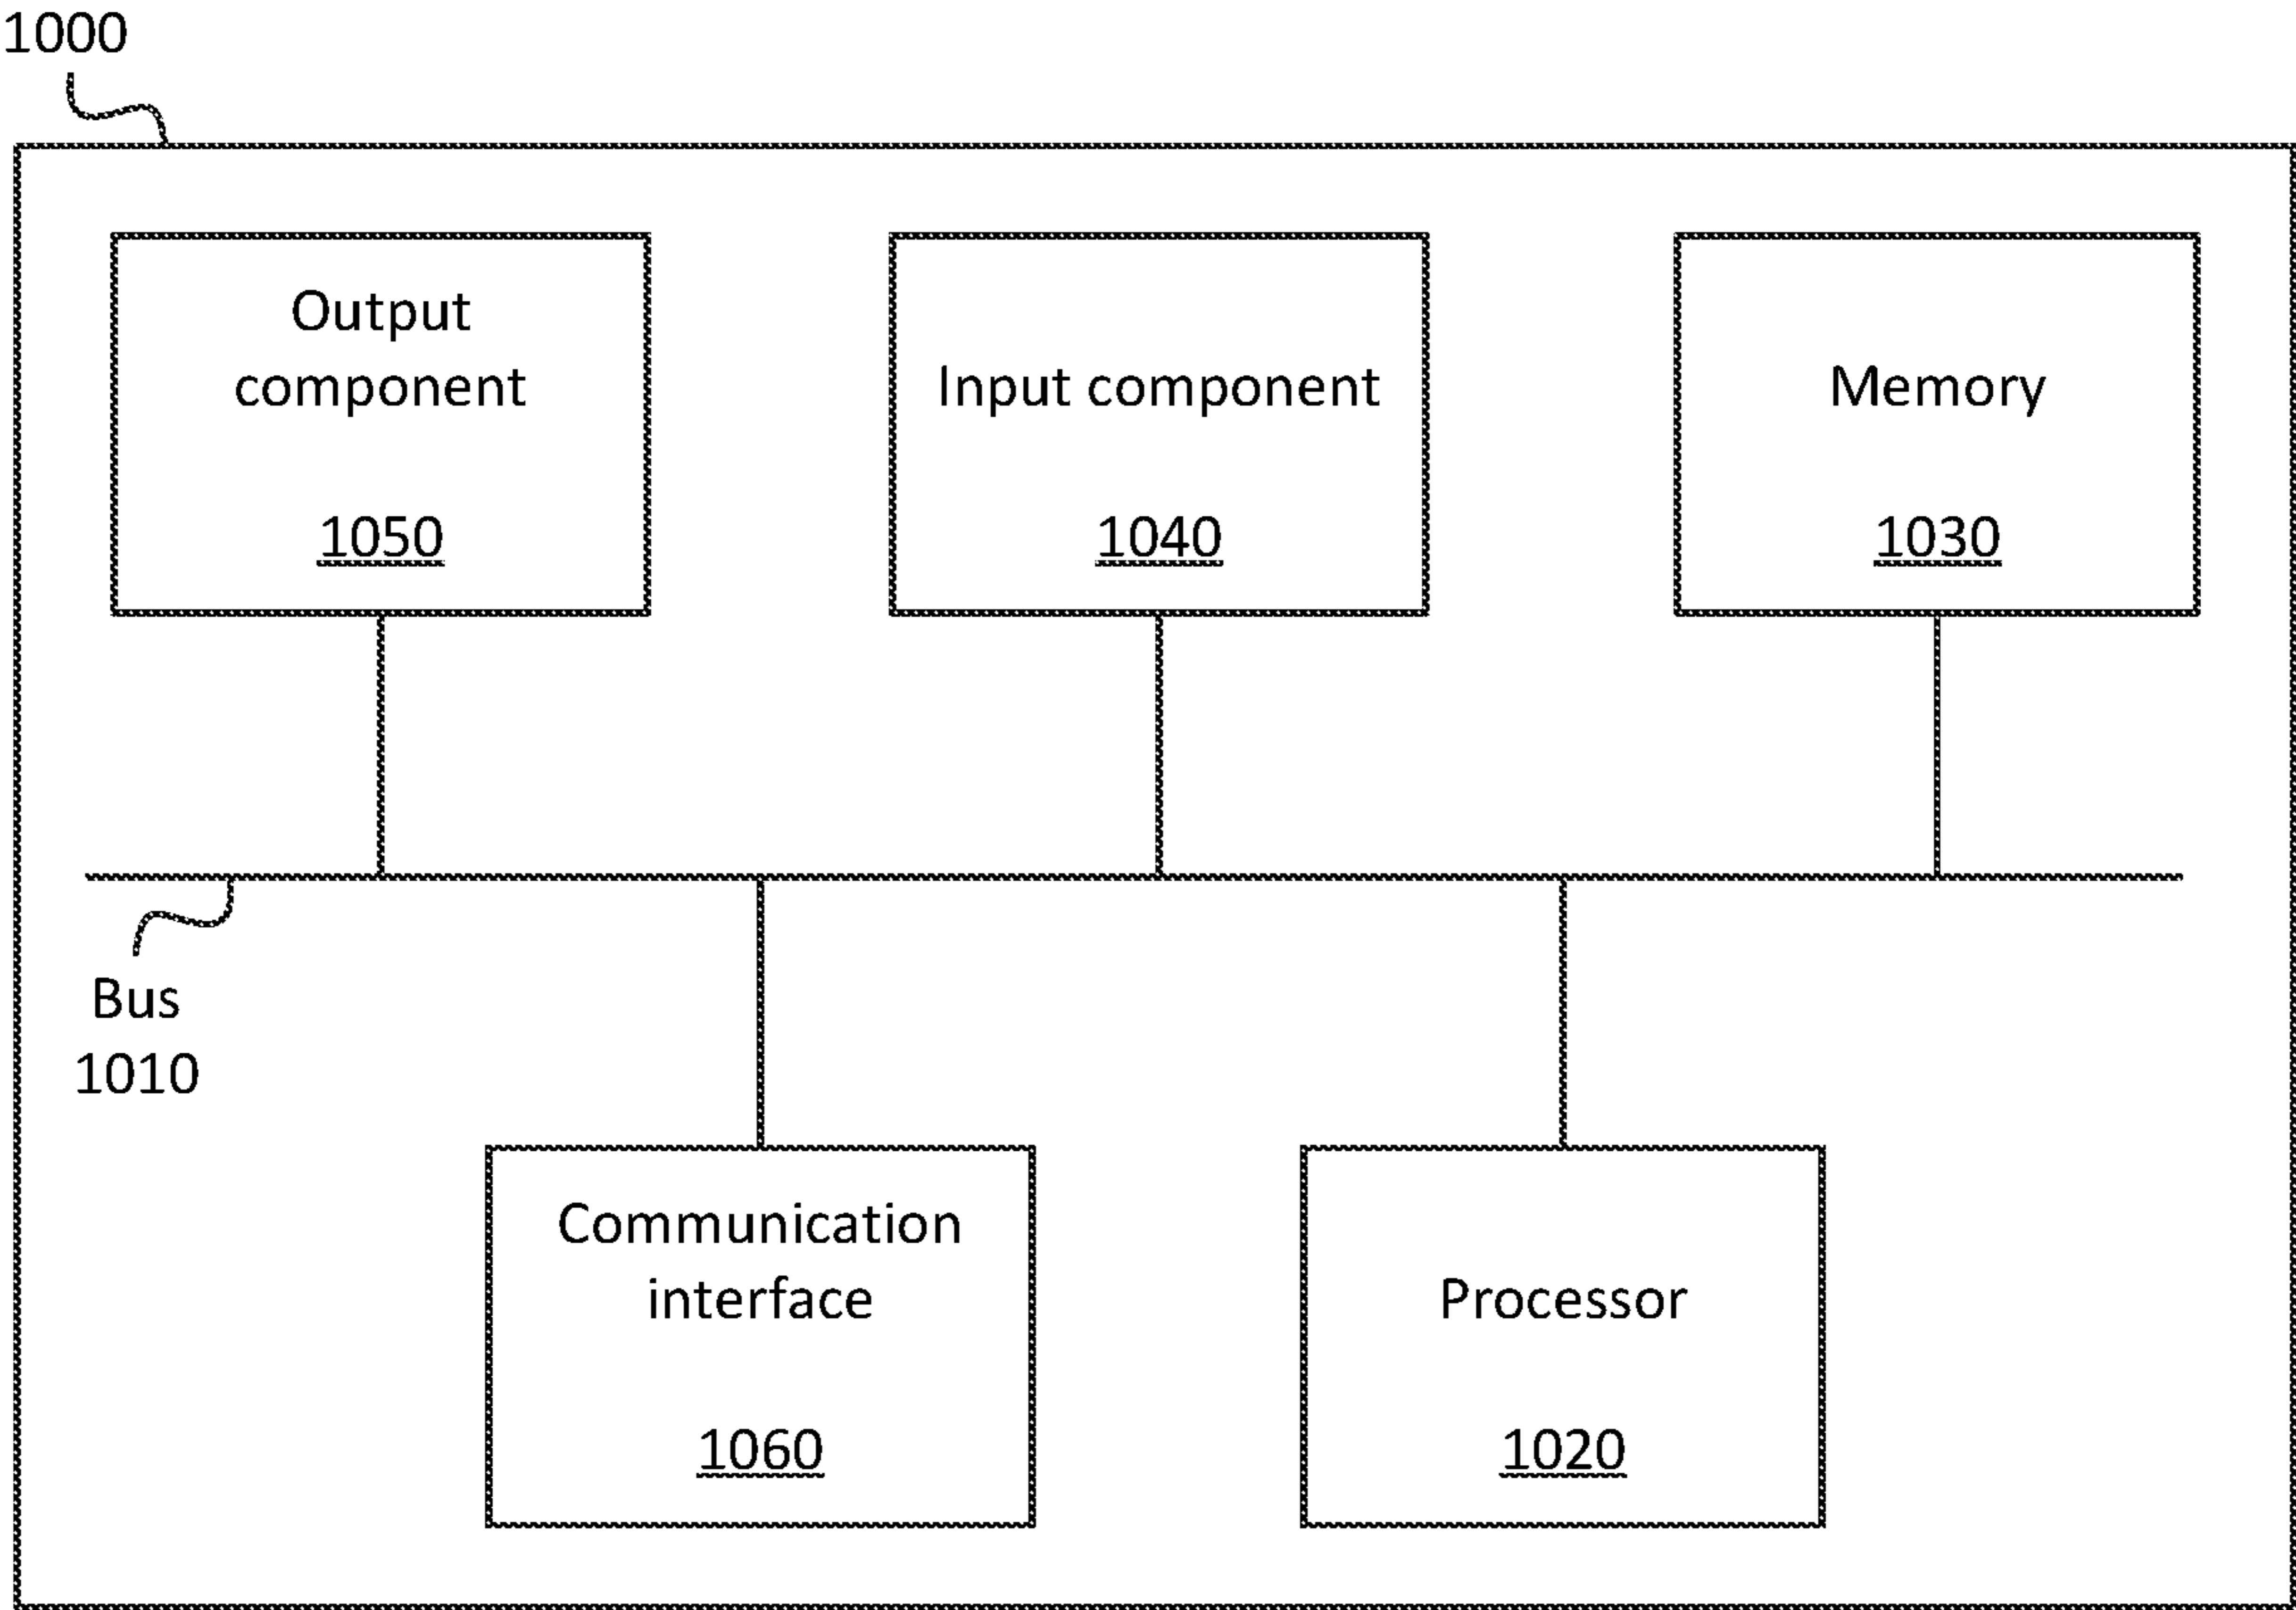 1000
Output
component
1050
Input component
1040
Memory
1030
Bus
1010
Communication
interface
1060
Processor
1020